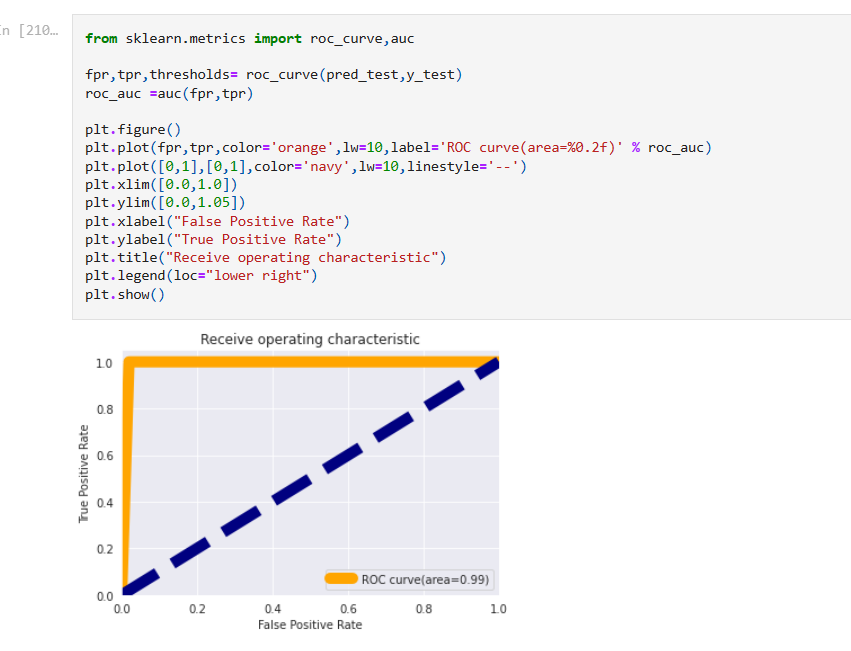 n [210…
from sklearn.metrics import roc_curve,auc
fpr,tpr,thresholds= roc_curve(pred_test,y_test)
roc_auc =auc(fpr,tpr)
plt.figure()
plt.plot(fpr,tpr,color='orange',lw=10,label='ROC curve(area=%0.2f)' % roc_auc)
plt.plot([0,1],[0,1],color='navy',lw=10,linestyle='--')
plt.xlim([0.0,1.0])
plt.ylim([0.0,1.05])
plt.xlabel("False Positive Rate")
plt.ylabel("True Positive Rate")
plt.title("Receive operating characteristic")
plt.legend(loc="lower right")
plt.show()
Receive operating characteristic
True Positive Rate
1.0
0.8
0.6
0.4
0.2
0.0
ROC curve(area=0.99)
0.0 0.2 0.4 0.6 0.8 1.0
False Positive Rate